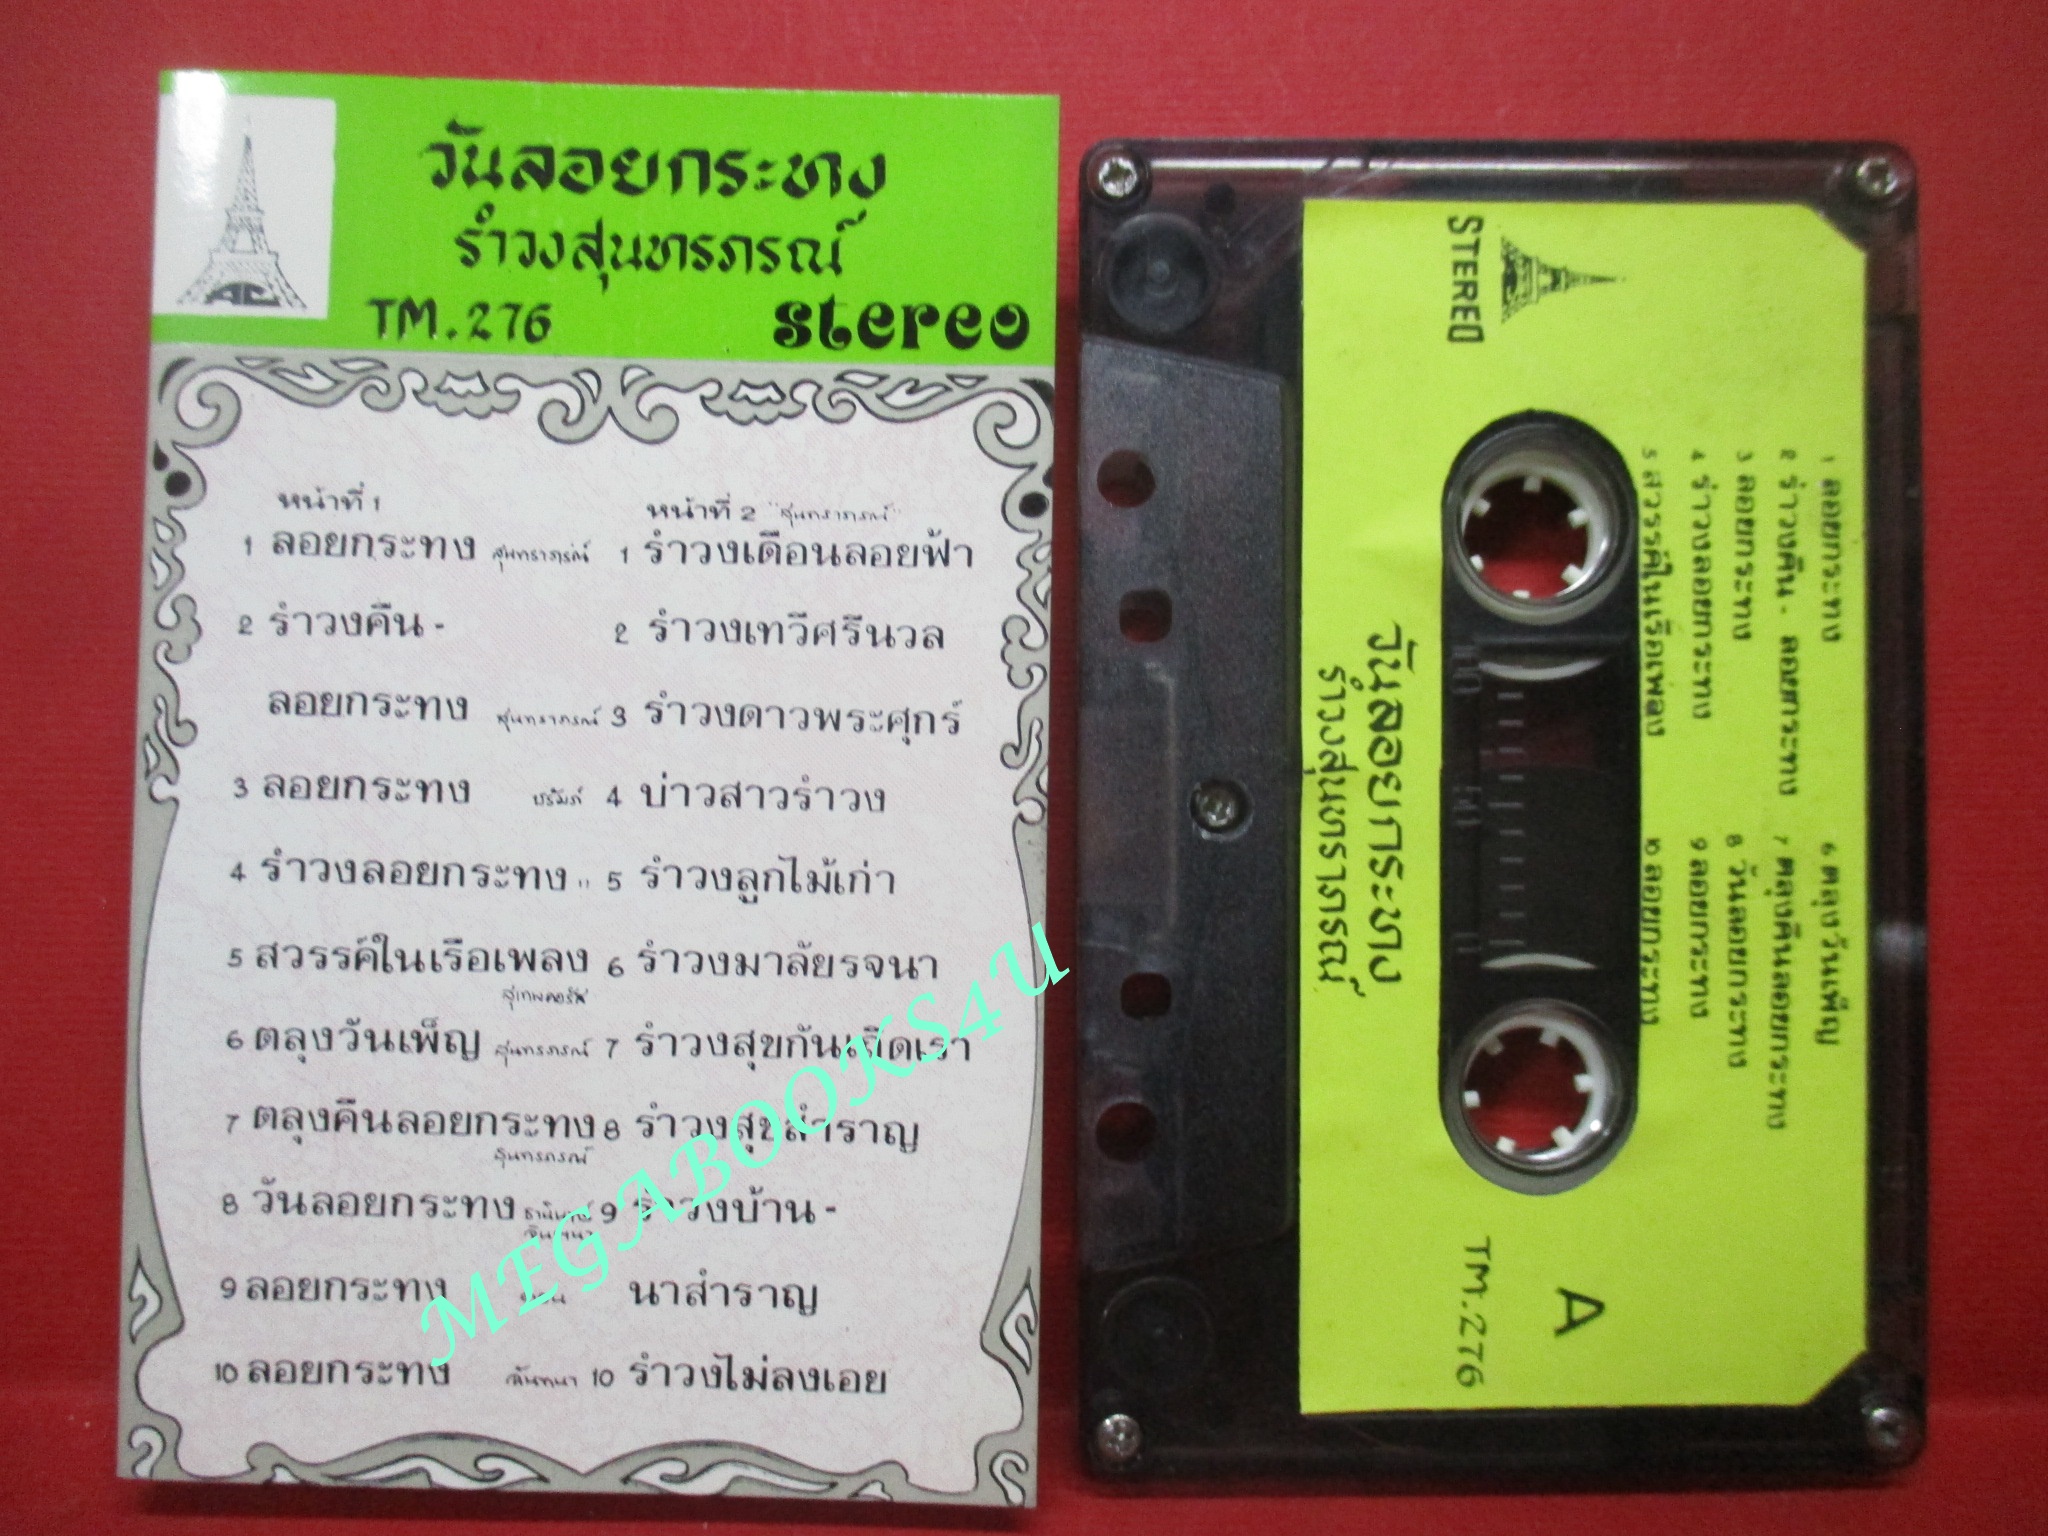 AC
วันลอยกระทง
รำวงสุนทรภรณ์
TM.276 stereo
หน้าที่ 1
1 ลอยกระทง สุนทราภรณ์
2 รำวงคืน -
ลอยกระทง สุนทราภรณ์
3 ลอยกระทง
4 รำวงลอยกระทง "
5 สวรรค์ในเรือเพลง
6 ตลุงวันเพ็ญ สุนทรภรณ์
7 ตลุงคืนลอยกระทง
สุนทรภรณ์
8 วันลอยกระทง
9 ลอยกระทง
10 ลอยกระทง
หน้าที่ 2 "สุนทราภรณ์"
1 รำวงเดือนลอยฟ้า
2 รำวงเทวีศรีนวล
3 รำวงดาวพระศุกร์
4 บ่าวสาวรำวง
5 รำวงลูกไม้เก่า
6 รำวงมาลัยรจนา
7 รำวงสุขกันเถิดเรา
8 รำวงสุขสำราญ
9 รำวงบ้าน -
นาสำราญ
10 รำวงไม่ลงเอย
MEGABOOKS4U
STEREO
1 ลอยกระทง
2 รำวงคืน - ลอยกระทง
3 ลอยกระทง
4 รำวงลอยกระทง
5 สวรรค์ในเรือเพลง
6 ตลุงวันเพ็ญ
7 ตลุงคืนลอยกระทง
8 วันลอยกระทง
9 ลอยกระทง
10 ลอยกระทง
100 50 0
วันลอยกระทง
รำวงสุนทราภรณ์
A
TM.276